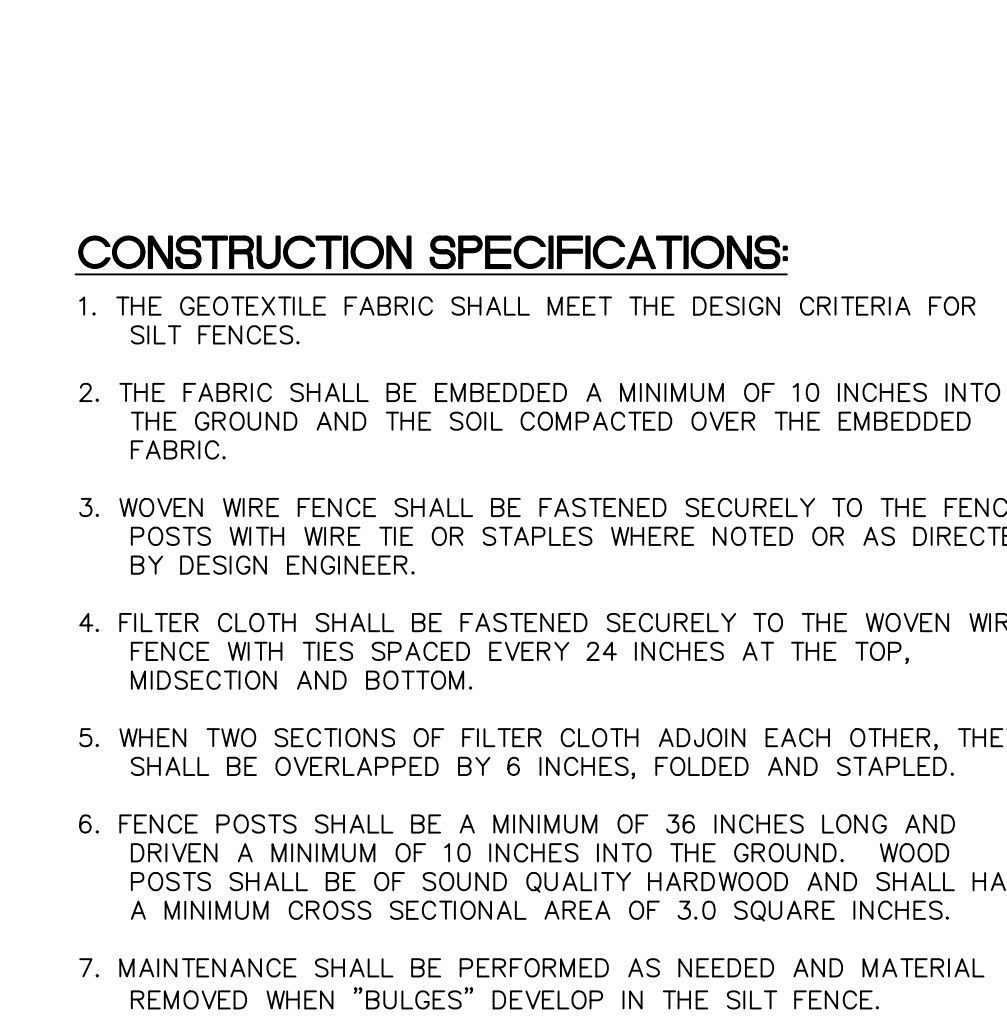 CONSTRUCTION SPECIFICATIONS:
1. THE GEOTEXTILE FABRIC SHALL MEET THE DESIGN CRITERIA FOR
SILT FENCES.
2. THE FABRIC SHALL BE EMBEDDED A MINIMUM OF 10 INCHES INTO
THE GROUND AND THE SOIL COMPACTED OVER THE EMBEDDED
FABRIC.
3. WOVEN WIRE FENCE SHALL BE FASTENED SECURELY TO THE FENC
POSTS WITH WIRE TIE OR STAPLES WHERE NOTED OR AS DIRECTE
BY DESIGN ENGINEER.
4. FILTER CLOTH SHALL BE FASTENED SECURELY TO THE WOVEN WIR
FENCE WITH TIES SPACED EVERY 24 INCHES AT THE TOP,
MIDSECTION AND BOTTOM.
5. WHEN TWO SECTIONS OF FILTER CLOTH ADJOIN EACH OTHER, THE
SHALL BE OVERLAPPED BY 6 INCHES, FOLDED AND STAPLED.
6. FENCE POSTS SHALL BE A MINIMUM OF 36 INCHES LONG AND
DRIVEN A MINIMUM OF 10 INCHES INTO THE GROUND. WOOD
POSTS SHALL BE OF SOUND QUALITY HARDWOOD AND SHALL HA
A MINIMUM CROSS SECTIONAL AREA OF 3.0 SQUARE INCHES.
7. MAINTENANCE SHALL BE PERFORMED AS NEEDED AND MATERIAL
REMOVED WHEN ”BULGES” DEVELOP IN THE SILT FENCE.